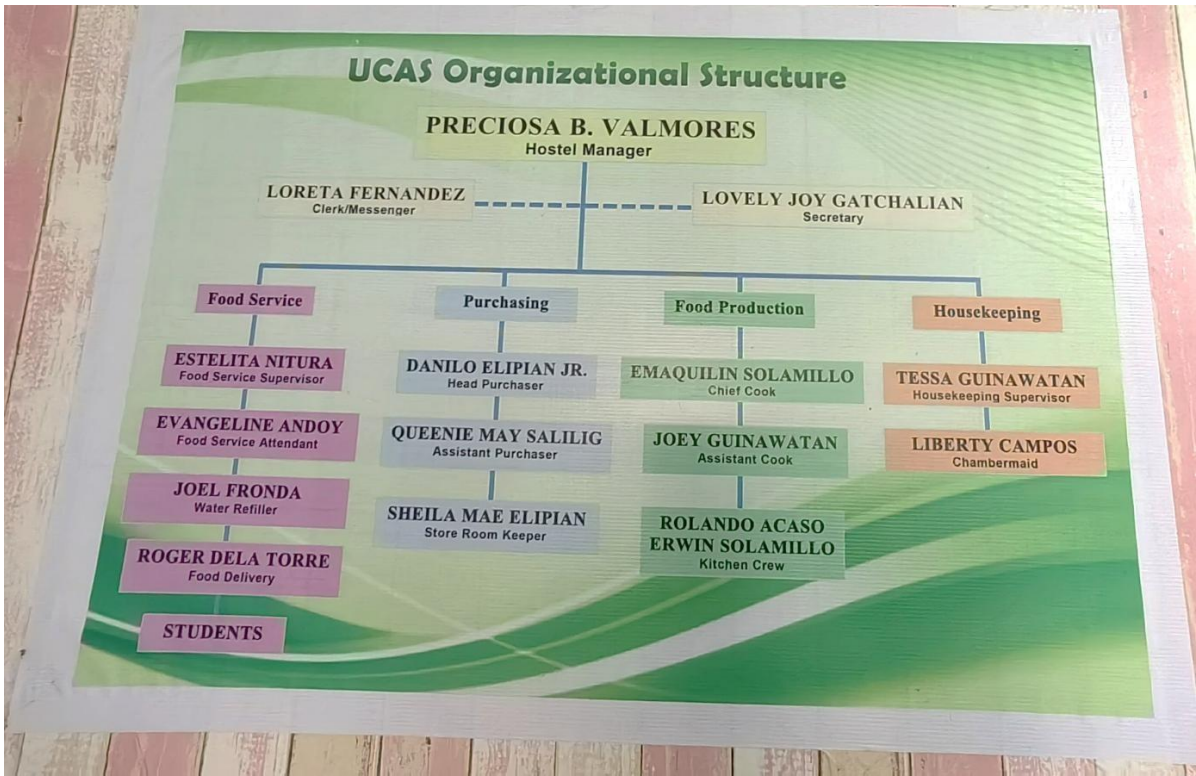 UCAS Organizational Structure
PRECIOSA B. VALMORES
Hostel Manager
LORETA FERNANDEZ
Clerk/Messenger
LOVELY JOY GATCHALIAN
Secretary
Food Service
ESTELITA NITURA
Food Service Supervisor
EVANGELINE ANDOY
Food Service Attendant
JOEL FRONDA
Water Refiller
ROGER DELA TORRE
Food Delivery
STUDENTS
Purchasing
DANILO ELIPIAN JR.
Head Purchaser
QUEENIE MAY SALILIG
Assistant Purchaser
SHEILA MAE ELIPIAN
Store Room Keeper
Food Production
EMAQUILIN SOLAMILLO
Chief Cook
JOEY GUINAWATAN
Assistant Cook
ROLANDO ACASO
ERWIN SOLAMILLO
Kitchen Crew
Housekeeping
TESSA GUINAWATAN
Housekeeping Supervisor
LIBERTY CAMPOS
Chambermaid